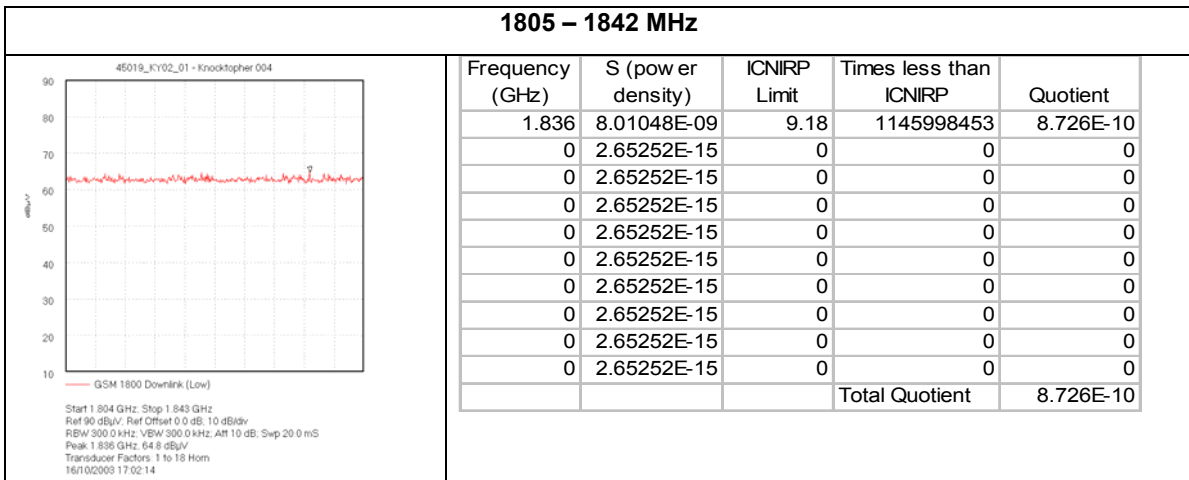 1805 – 1842 MHz
45019_KY02_01 - Knocktopher 004
90
80
70
60
50
40
30
20
10
dBµV
GSM 1800 Downlink (Low)
Start 1.804 GHz; Stop 1.843 GHz
Ref 90 dBµV; Ref Offset 0.0 dB; 10 dB/div
RBW 300.0 kHz; VBW 300.0 kHz; Att 10 dB; Swp 20.0 mS
Peak 1.836 GHz, 64.8 dBµV
Transducer Factors: 1 to 18 Horn
16/10/2003 17:02:14
Frequency (GHz) S (power density) ICNIRP Limit Times less than ICNIRP Quotient
1.836 8.01048E-09 9.18 1145998453 8.726E-10
0 2.65252E-15 0 0 0
0 2.65252E-15 0 0 0
0 2.65252E-15 0 0 0
0 2.65252E-15 0 0 0
0 2.65252E-15 0 0 0
0 2.65252E-15 0 0 0
0 2.65252E-15 0 0 0
0 2.65252E-15 0 0 0
0 2.65252E-15 0 0 0
Total Quotient 8.726E-10